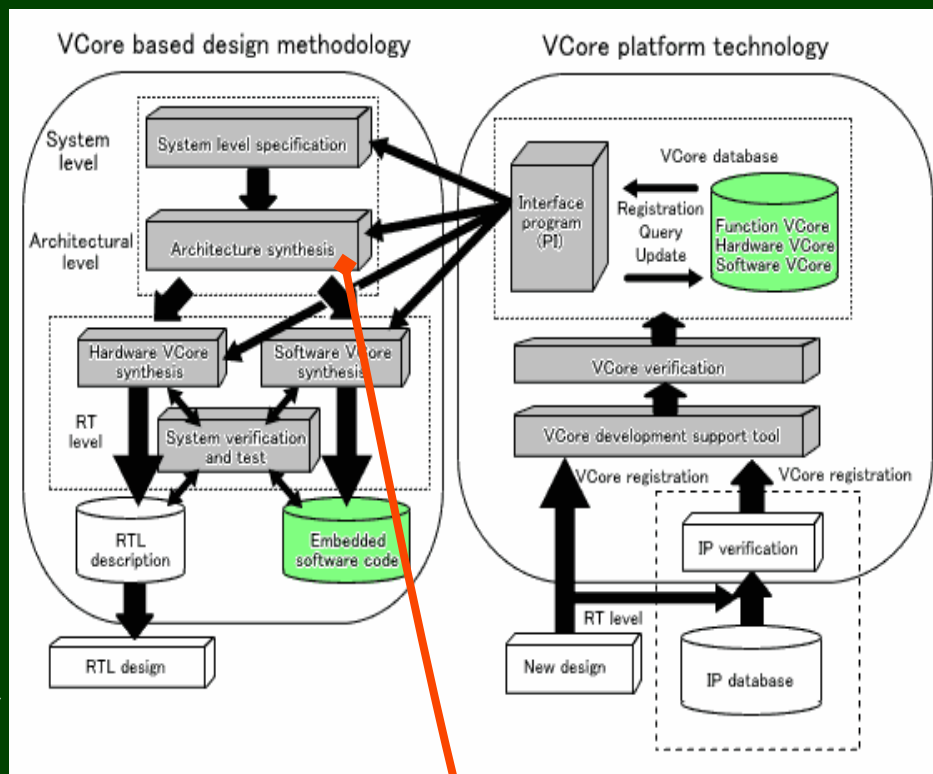 VCore based design methodology
System
level
System level specification
Architectural
level
Architecture synthesis
Hardware VCore
synthesis
Software VCore
synthesis
RT
level
System verification
and test
RTL
description
Embedded
software code
RTL design
VCore platform technology
Interface
program
(PI)
VCore database
Registration
Query
Update
Function VCore
Hardware VCore
Software VCore
VCore verification
VCore development support tool
VCore registration
VCore registration
IP verification
RT level
New design
IP database